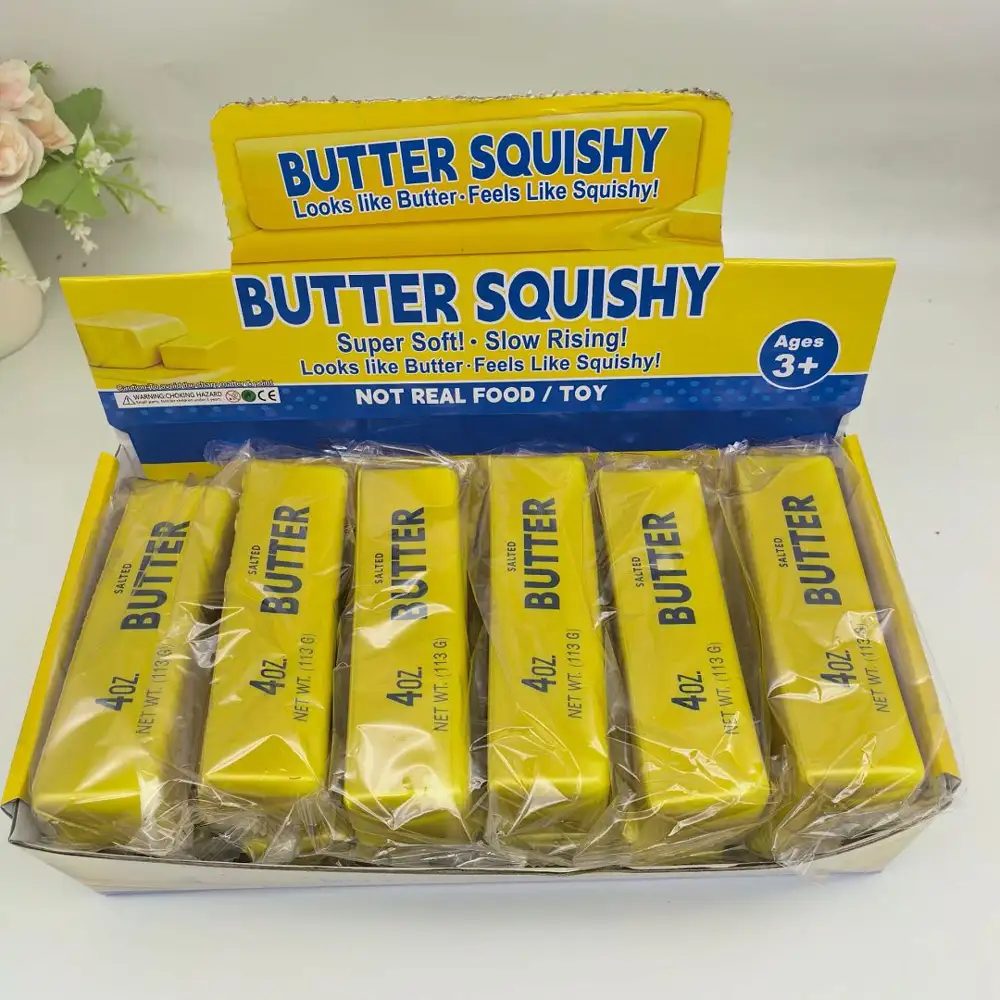 BUTTER SQUISHY
Looks like Butter·Feels Like Squishy!
BUTTER SQUISHY
Super Soft! · Slow Rising!
Looks like Butter·Feels Like Squishy!
Ages
3+
WARNING:CHOKING HAZARD
CE
NOT REAL FOOD / TOY
SALTED
BUTTER
4OZ.
NET WT. (113 G)
SALTED
BUTTER
4OZ.
NET WT. (113 G)
SALTED
BUTTER
4OZ.
NET WT. (113 G)
SALTED
BUTTER
4OZ.
NET WT. (113 G)
SALTED
BUTTER
4OZ.
NET WT. (113 G)
SALTED
BUTTER
4OZ.
NET WT. (113 G)